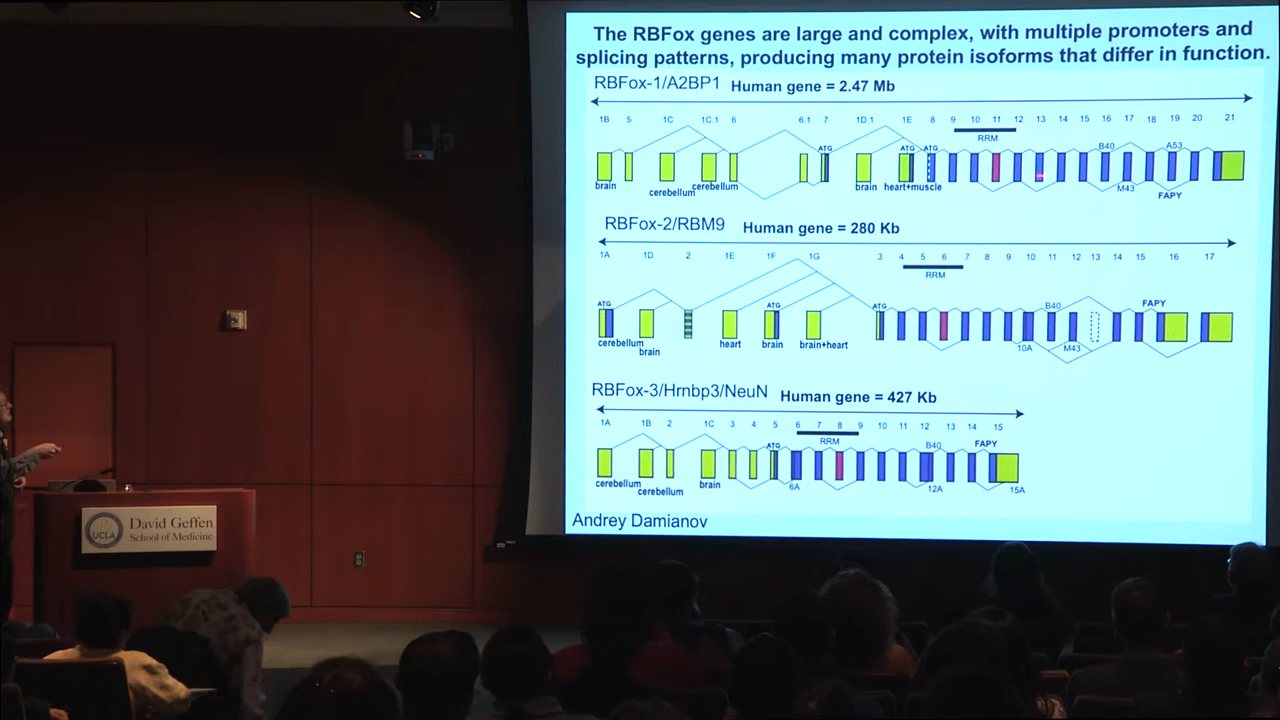 The RBFox genes are large and complex, with multiple promoters and
splicing patterns, producing many protein isoforms that differ in function.
RBFox-1/A2BP1 Human gene = 2.47 Mb
1B 5 1C 1C.1 6 6.1 7 1D.1 1E 8 9 10 11 12 13 14 15 16 17 18 19 20 21
RRM
ATG ATG ATG B40 A53
brain cerebellum cerebellum brain heart+muscle M43 FAPY
RBFox-2/RBM9 Human gene = 280 Kb
1A 1D 2 1E 1F 1G 3 4 5 6 7 8 9 10 11 12 13 14 15 16 17
RRM
ATG ATG ATG B40 FAPY
cerebellum brain heart brain brain+heart 10A M43
RBFox-3/Hrnbp3/NeuN Human gene = 427 Kb
1A 1B 2 1C 3 4 5 6 7 8 9 10 11 12 13 14 15
RRM
ATG B40 FAPY
cerebellum cerebellum brain 6A 12A 15A
Andrey Damianov
UCLA
David Geffen
School of Medicine